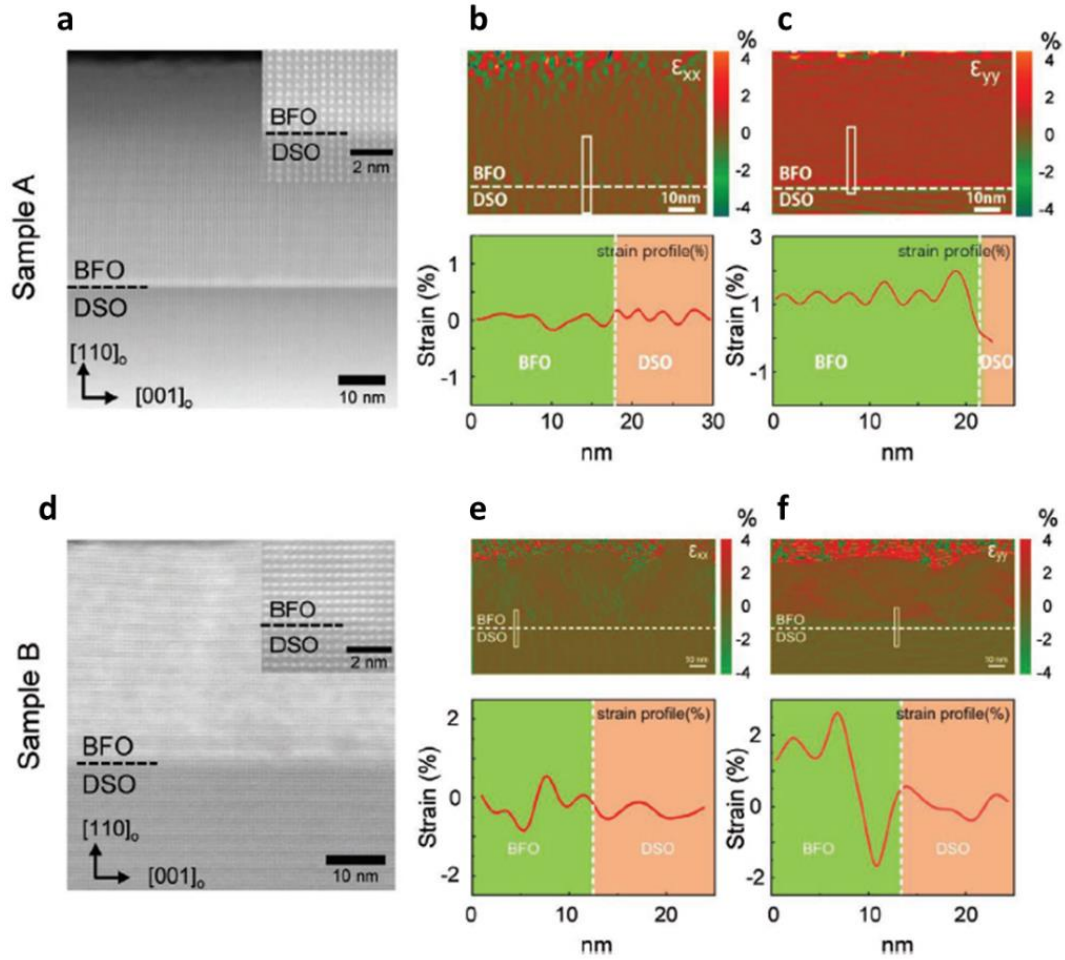 a
Sample A
BFO
DSO
2 nm
BFO
DSO
[110]o
[001]o
10 nm
b
%
εxx
4
2
0
-2
-4
BFO
DSO
10nm
strain profile(%)
Strain (%)
1
0
-1
BFO
DSO
0
10
20
30
nm
c
%
εyy
4
2
0
-2
-4
BFO
DSO
10nm
strain profile(%)
Strain (%)
3
1
-1
BFO
DSO
0
10
20
nm
d
Sample B
BFO
DSO
2 nm
BFO
DSO
[110]o
[001]o
10 nm
e
%
εxx
4
2
0
-2
-4
BFO
DSO
10 nm
strain profile(%)
Strain (%)
2
0
-2
BFO
DSO
0
10
20
nm
f
%
εyy
4
2
0
-2
-4
BFO
DSO
10 nm
strain profile(%)
Strain (%)
2
0
-2
BFO
DSO
0
10
20
nm